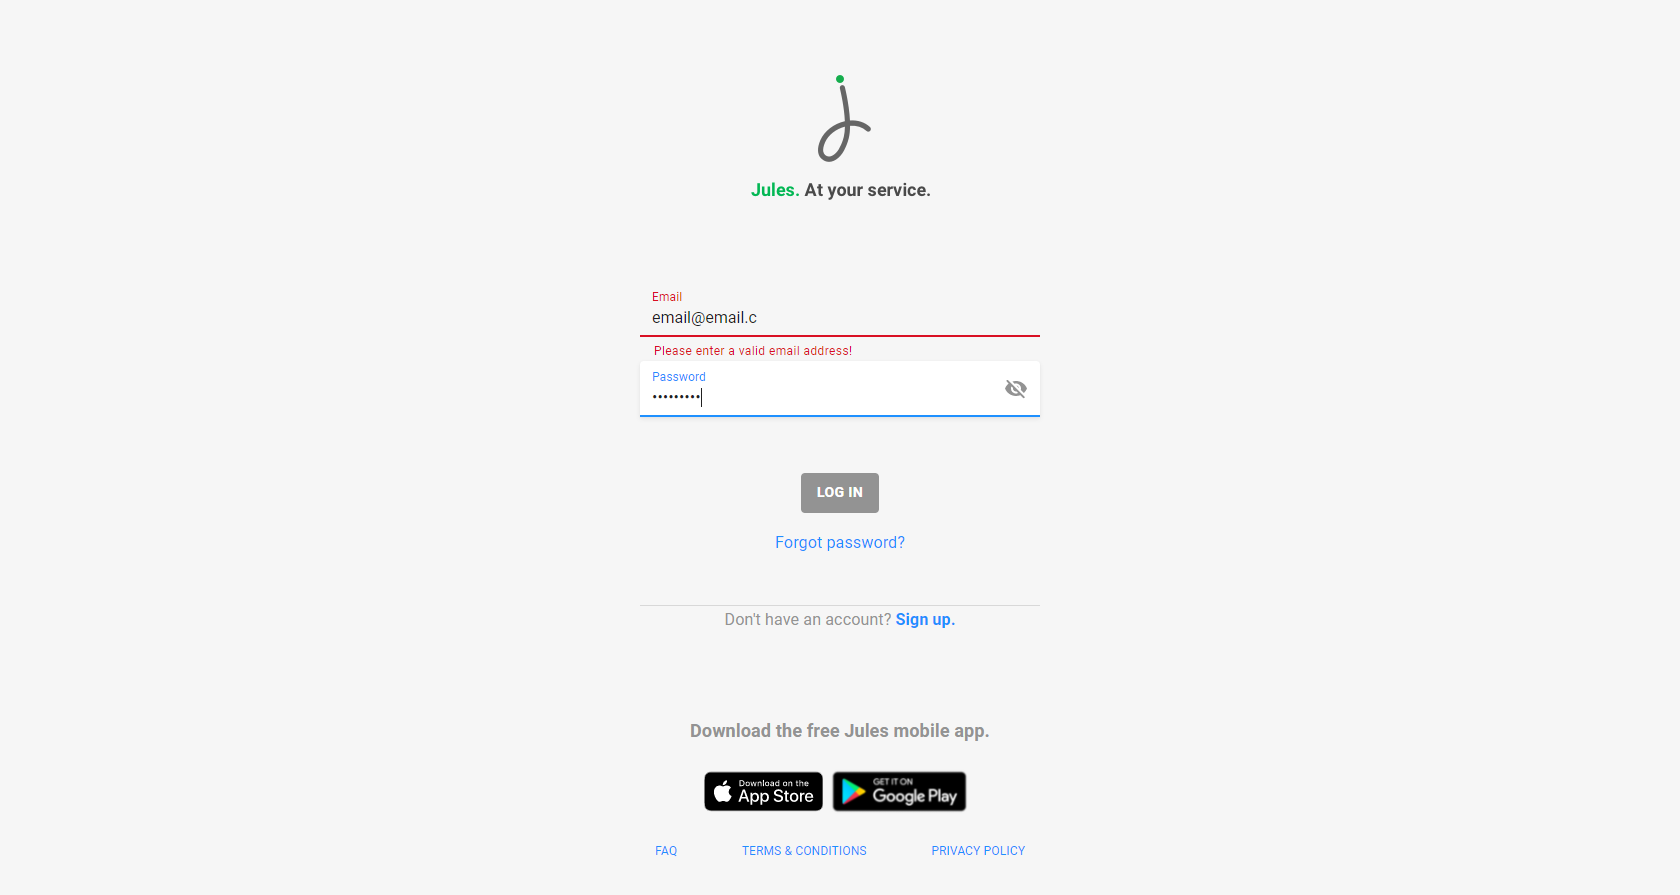 Jules. At your service.
Email
email@email.c
Please enter a valid email address!
Password
•••••••••
LOG IN
Forgot password?
Don't have an account? Sign up.
Download the free Jules mobile app.
Download on the
App Store
GET IT ON
Google Play
FAQ
TERMS & CONDITIONS
PRIVACY POLICY